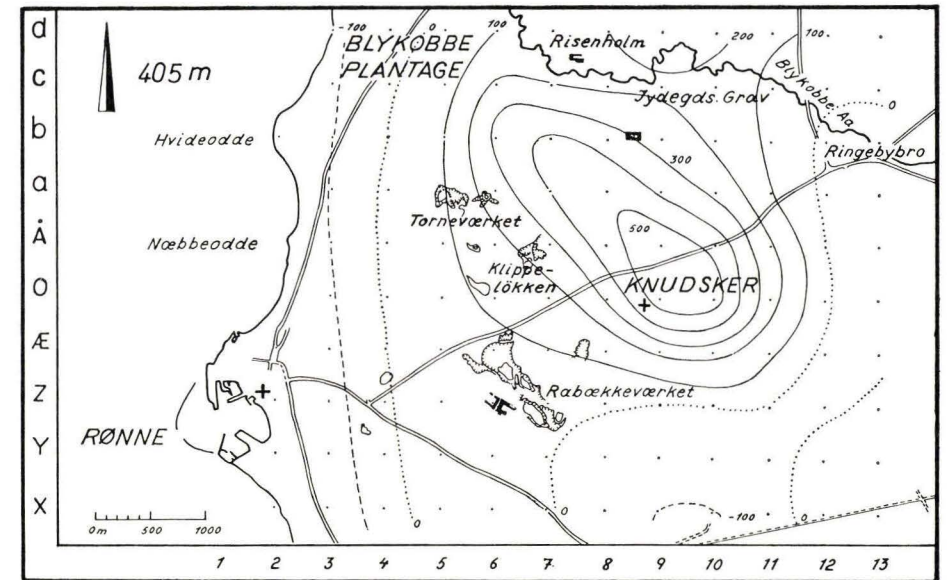 d
c
b
a
Å
O
Æ
Z
Y
X
405 m
-100
0
100
200
100
BLYKOBBE
PLANTAGE
Risenholm
Jydegds. Grav
Blykobbe Aa
0
Hvideodde
Ringebybro
300
Torneværket
500
Næbbeodde
Klippe-
lökken
KNUDSKER
Rabækkeværket
RØNNE
0
0
-100
0
0m 500 1000
1 2 3 4 5 6 7 8 9 10 11 12 13